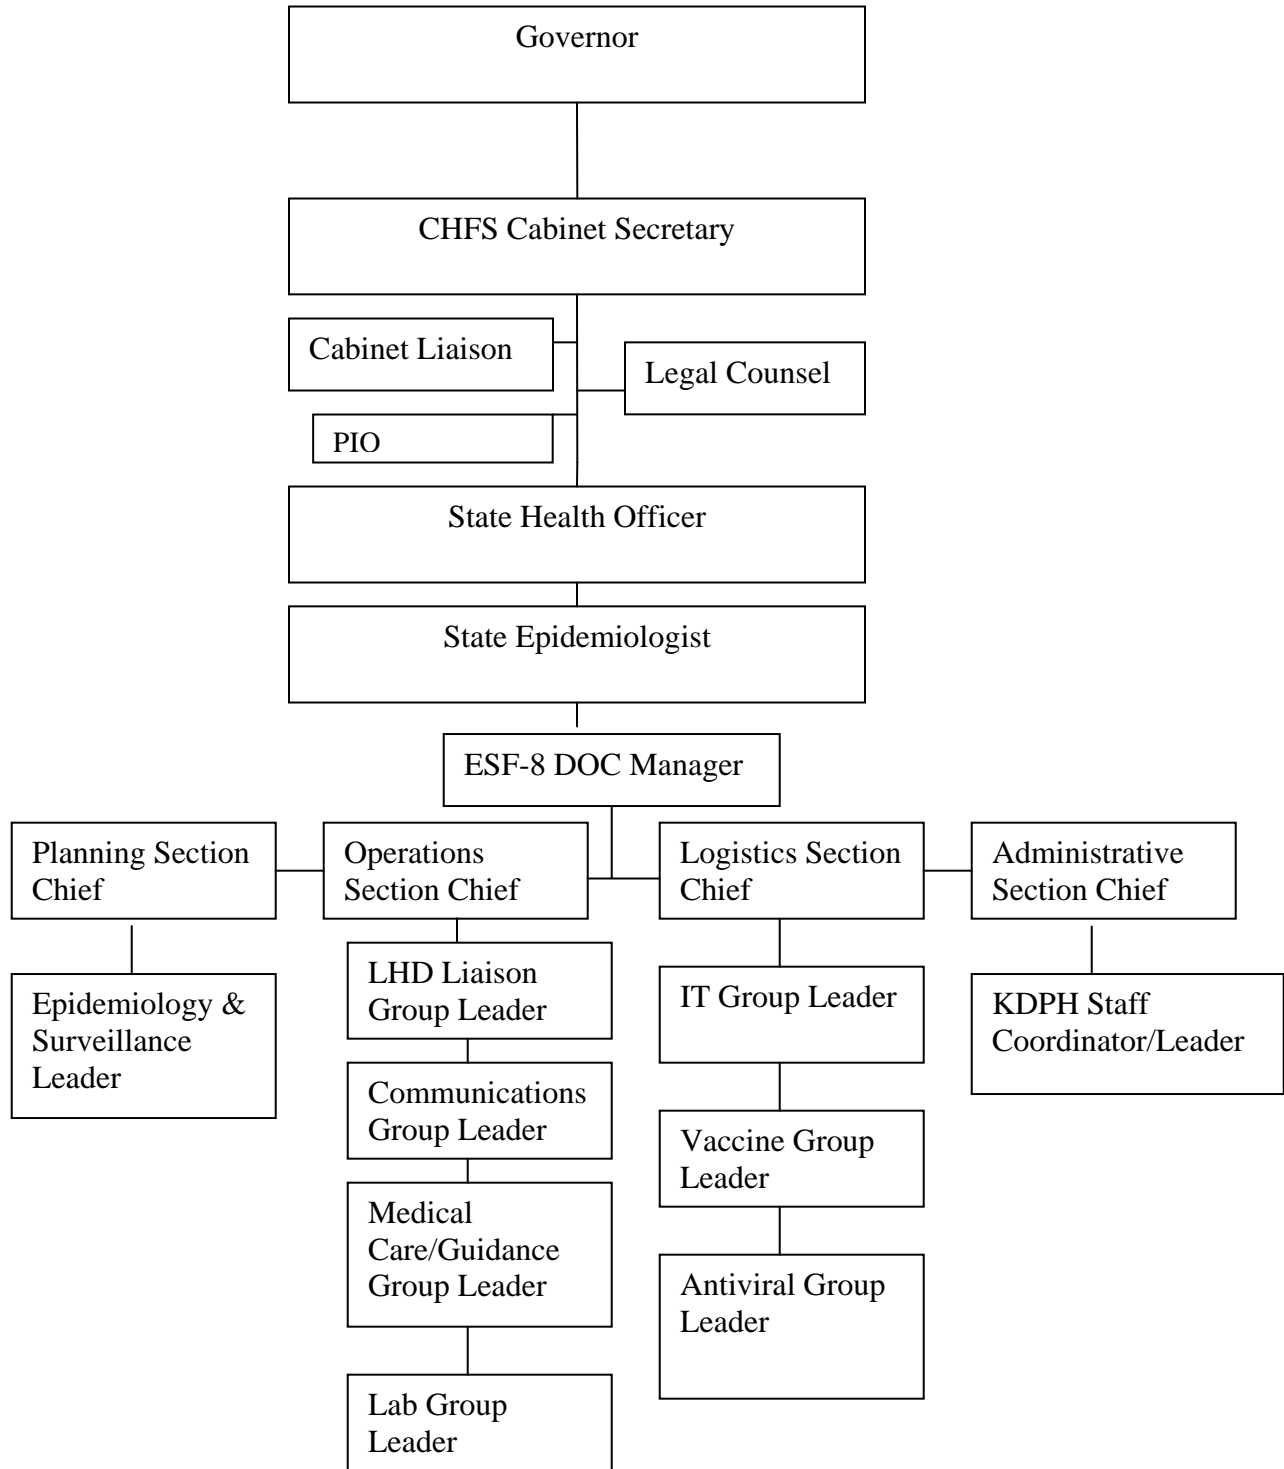 Governor
CHFS Cabinet Secretary
Cabinet Liaison
Legal Counsel
PIO
State Health Officer
State Epidemiologist
ESF-8 DOC Manager
Planning Section
Chief
Operations
Section Chief
Logistics Section
Chief
Administrative
Section Chief
Epidemiology &
Surveillance
Leader
LHD Liaison
Group Leader
Communications
Group Leader
Medical
Care/Guidance
Group Leader
Lab Group
Leader
IT Group Leader
Vaccine Group
Leader
Antiviral Group
Leader
KDPH Staff
Coordinator/Leader